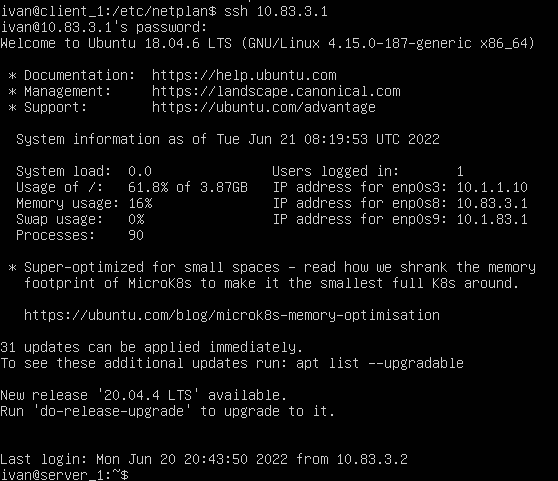 ivan@client_1:/etc/netplan$ ssh 10.83.3.1
ivan@10.83.3.1's password:
Welcome to Ubuntu 18.04.6 LTS (GNU/Linux 4.15.0-187-generic x86_64)

 * Documentation:  https://help.ubuntu.com
 * Management:     https://landscape.canonical.com
 * Support:        https://ubuntu.com/advantage

  System information as of Tue Jun 21 08:19:53 UTC 2022

  System load:  0.0               Users logged in:       1
  Usage of /:   61.8% of 3.87GB   IP address for enp0s3: 10.1.1.10
  Memory usage: 16%               IP address for enp0s8: 10.83.3.1
  Swap usage:   0%                IP address for enp0s9: 10.1.83.1
  Processes:    90

 * Super-optimized for small spaces - read how we shrank the memory
   footprint of MicroK8s to make it the smallest full K8s around.

   https://ubuntu.com/blog/microk8s-memory-optimisation

31 updates can be applied immediately.
To see these additional updates run: apt list --upgradable

New release '20.04.4 LTS' available.
Run 'do-release-upgrade' to upgrade to it.


Last login: Mon Jun 20 20:43:50 2022 from 10.83.3.2
ivan@server_1:~$